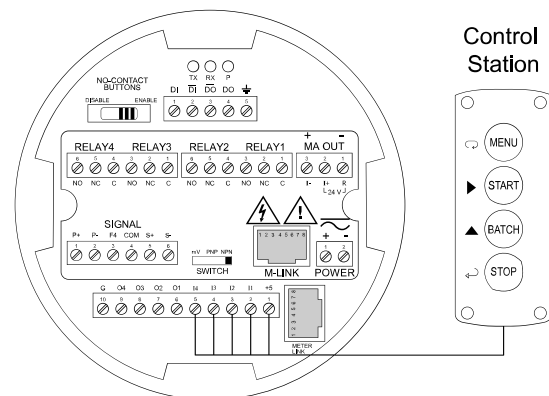 Control
Station
MENU
START
BATCH
STOP
TX RX P
NO-CONTACT
BUTTONS
DISABLE ENABLE
DI DI DO DO
1 2 3 4 5
RELAY4 RELAY3 RELAY2 RELAY1 + MA OUT -
6 5 4 3 2 1 6 5 4 3 2 1 3 2 1
NO NC C NO NC C NO NC C NO NC C I- I+ R
24 V
SIGNAL
P+ P- F4 COM S+ S-
1 2 3 4 5 6
mV PNP NPN
SWITCH
1 2 3 4 5 6 7 8
M-LINK
+ -
1 2
POWER
G O4 O3 O2 O1 I4 I3 I2 I1 +5
10 9 8 7 6 5 4 3 2 1
METER
LINK